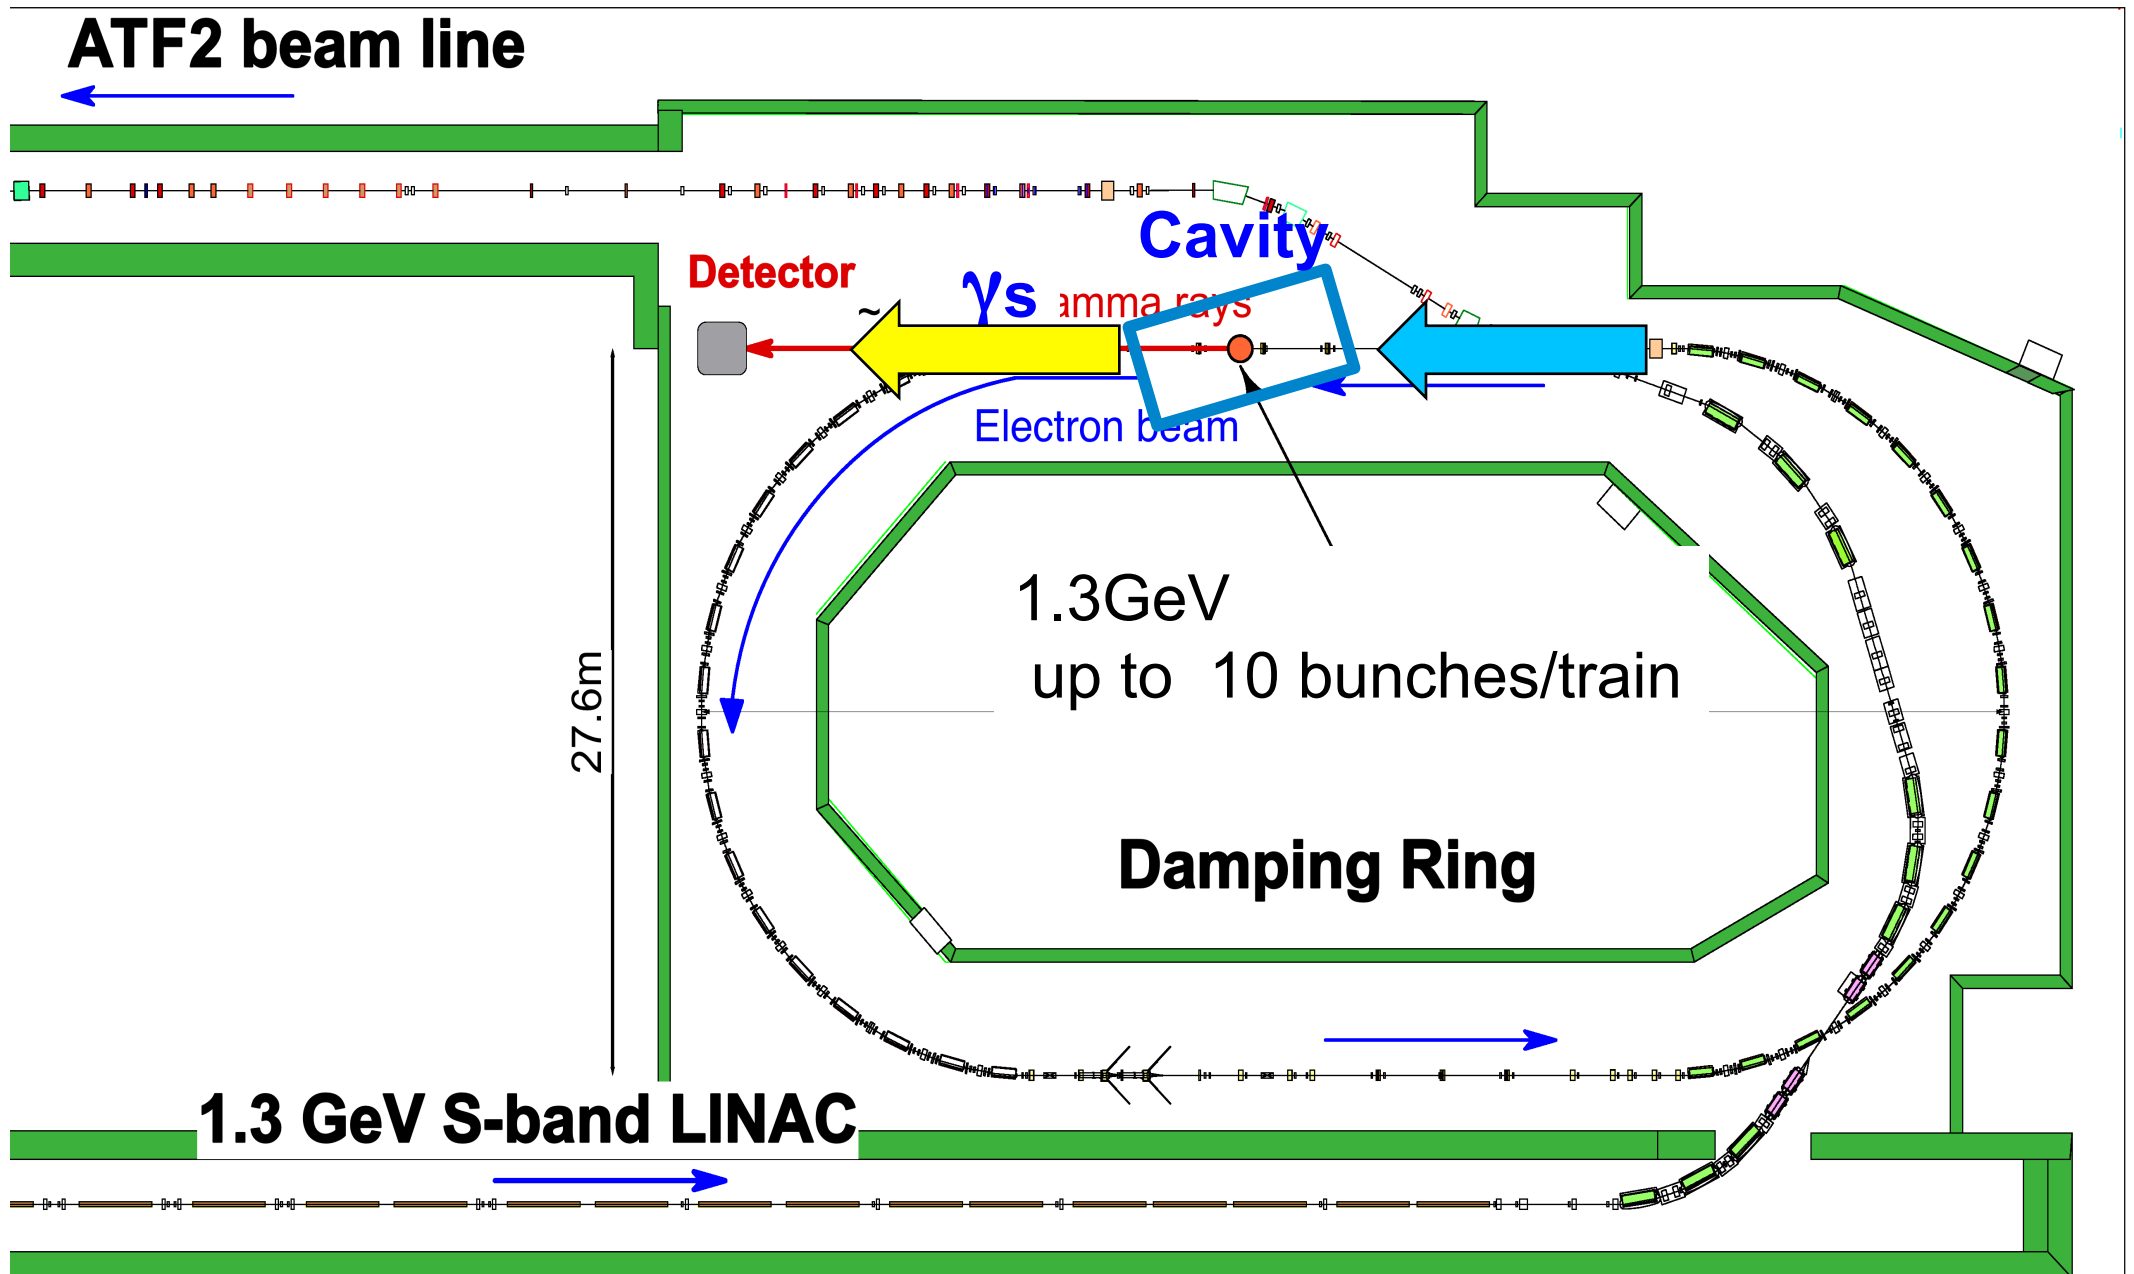 ATF2 beam line
Cavity
Detector
γs
amma rays
~
Electron beam
1.3GeV
up to 10 bunches/train
27.6m
Damping Ring
1.3 GeV S-band LINAC